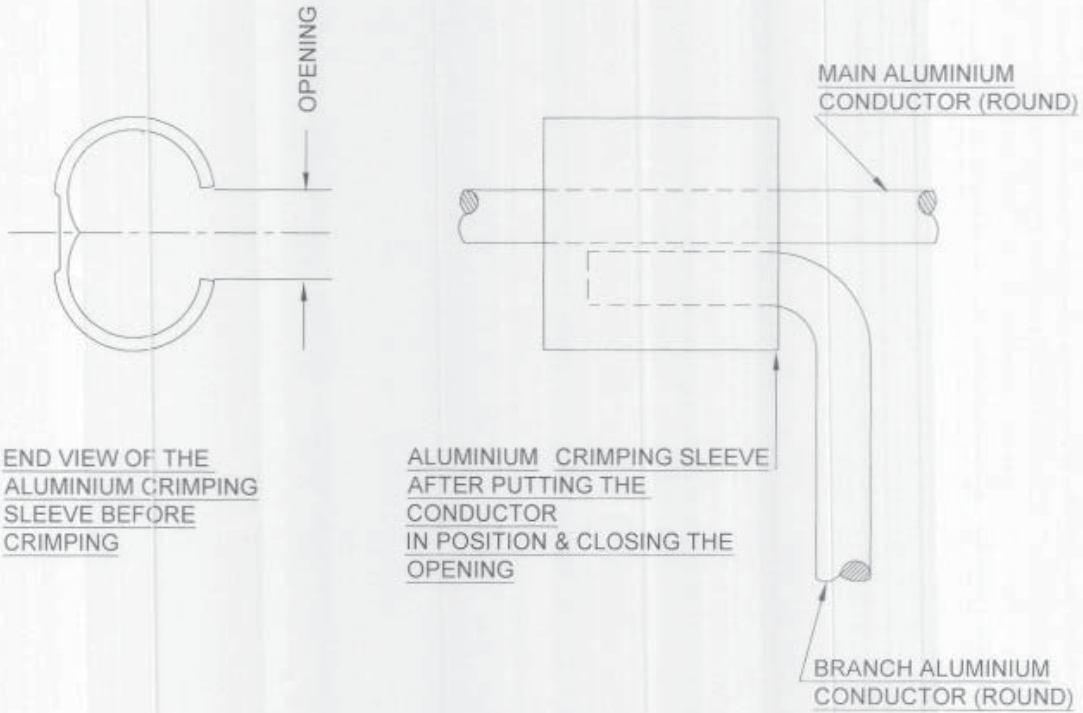 OPENING
MAIN ALUMINIUM
CONDUCTOR (ROUND)
END VIEW OF THE
ALUMINIUM CRIMPING
SLEEVE BEFORE
CRIMPING
ALUMINIUM CRIMPING SLEEVE
AFTER PUTTING THE
CONDUCTOR
IN POSITION & CLOSING THE
OPENING
BRANCH ALUMINIUM
CONDUCTOR (ROUND)